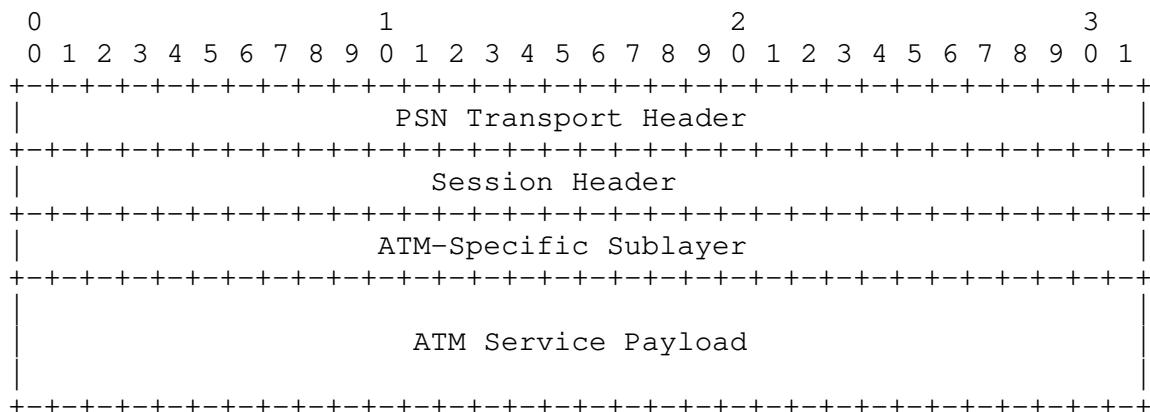 0                   1                   2                   3
 0 1 2 3 4 5 6 7 8 9 0 1 2 3 4 5 6 7 8 9 0 1 2 3 4 5 6 7 8 9 0 1
+-+-+-+-+-+-+-+-+-+-+-+-+-+-+-+-+-+-+-+-+-+-+-+-+-+-+-+-+-+-+-+-+
|                     PSN Transport Header                      |
+-+-+-+-+-+-+-+-+-+-+-+-+-+-+-+-+-+-+-+-+-+-+-+-+-+-+-+-+-+-+-+-+
|                       Session Header                          |
+-+-+-+-+-+-+-+-+-+-+-+-+-+-+-+-+-+-+-+-+-+-+-+-+-+-+-+-+-+-+-+-+
|                    ATM-Specific Sublayer                      |
+-+-+-+-+-+-+-+-+-+-+-+-+-+-+-+-+-+-+-+-+-+-+-+-+-+-+-+-+-+-+-+-+
|                                                               |
|                      ATM Service Payload                      |
|                                                               |
+-+-+-+-+-+-+-+-+-+-+-+-+-+-+-+-+-+-+-+-+-+-+-+-+-+-+-+-+-+-+-+-+